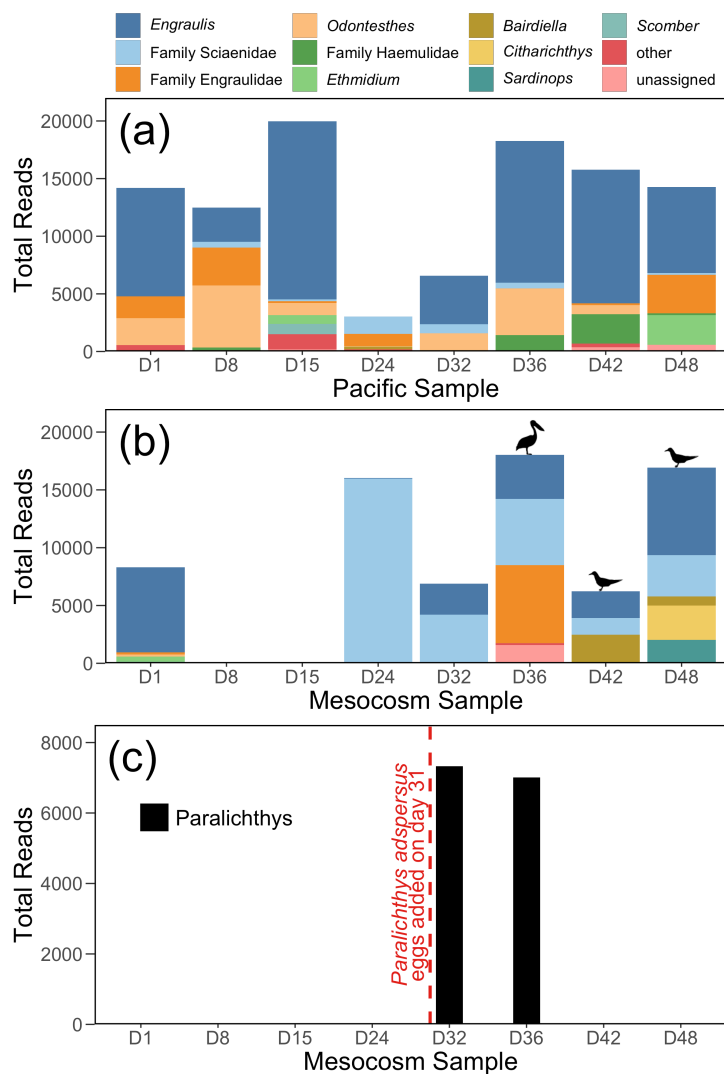 Engraulis
Odontesthes
Bairdiella
Scomber
Family Sciaenidae
Family Haemulidae
Citharichthys
other
Family Engraulidae
Ethmidium
Sardinops
unassigned
(a)
Total Reads
20000
15000
10000
5000
0
D1 D8 D15 D24 D32 D36 D42 D48
Pacific Sample
(b)
Total Reads
20000
15000
10000
5000
0
D1 D8 D15 D24 D32 D36 D42 D48
Mesocosm Sample
(c)
Total Reads
8000
6000
4000
2000
0
Paralichthys
Paralichthys adspersus
eggs added on day 31
D1 D8 D15 D24 D32 D36 D42 D48
Mesocosm Sample